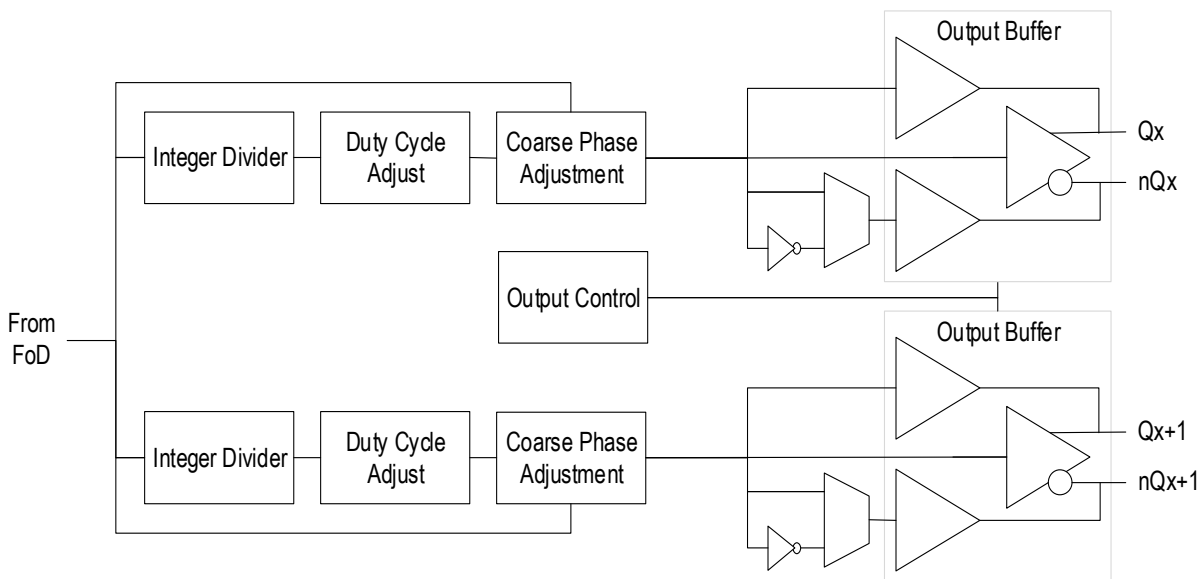 Output Buffer
Integer Divider
Duty Cycle
Adjust
Coarse Phase
Adjustment
Qx
nQx
Output Control
From
FoD
Output Buffer
Integer Divider
Duty Cycle
Adjust
Coarse Phase
Adjustment
Qx+1
nQx+1